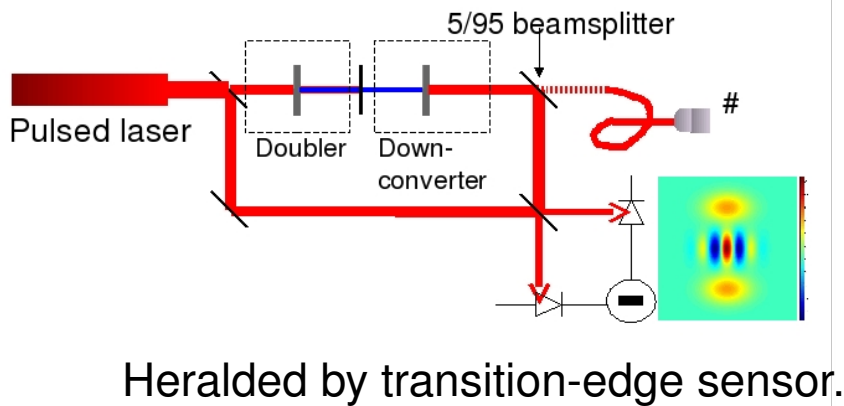 5/95 beamsplitter
#
Pulsed laser
Doubler
Down-
converter
Heralded by transition-edge sensor.